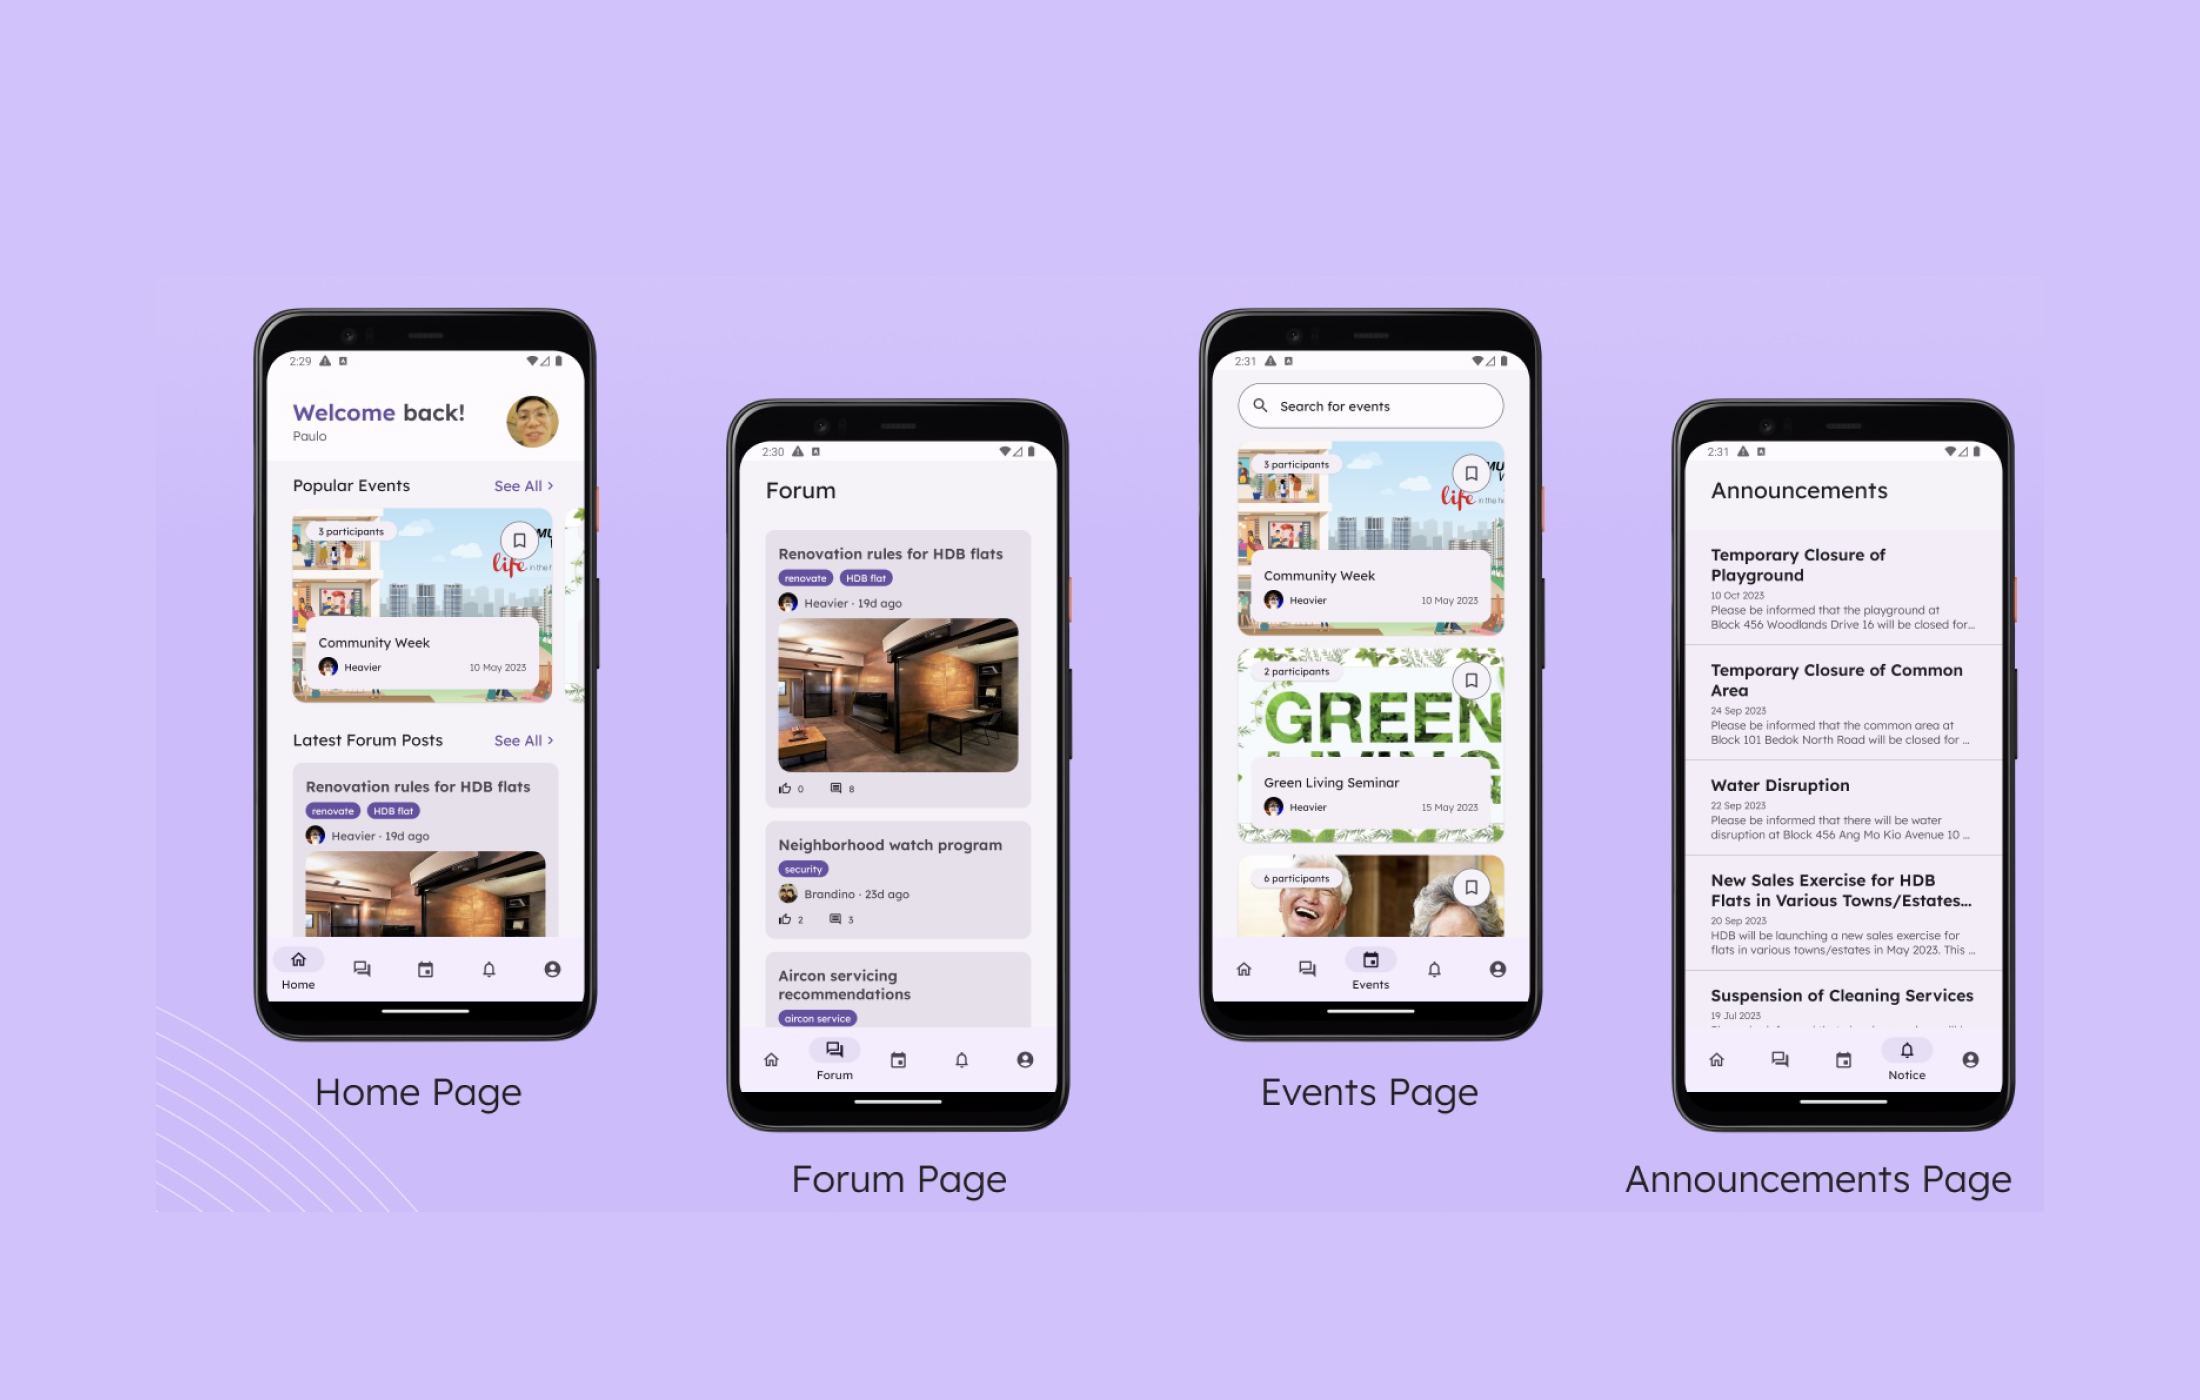 2:29
Welcome back!
Paulo
Popular Events
See All >
3 participants
MU
life in the h
Community Week
Heavier
10 May 2023
Latest Forum Posts
See All >
Renovation rules for HDB flats
renovate HDB flat
Heavier · 19d ago
Home
Home Page
2:30
Forum
Renovation rules for HDB flats
renovate HDB flat
Heavier · 19d ago
0 8
Neighborhood watch program
security
Brandino · 23d ago
2 3
Aircon servicing
recommendations
aircon service
Forum
Forum Page
2:31
Search for events
3 participants
MU
life in the h
Community Week
Heavier
10 May 2023
2 participants
GREEN
LIVING
Green Living Seminar
Heavier
15 May 2023
6 participants
Events
Events Page
2:31
Announcements
Temporary Closure of
Playground
10 Oct 2023
Please be informed that the playground at
Block 456 Woodlands Drive 16 will be closed for...
Temporary Closure of Common
Area
24 Sep 2023
Please be informed that the common area at
Block 101 Bedok North Road will be closed for ...
Water Disruption
22 Sep 2023
Please be informed that there will be water
disruption at Block 456 Ang Mo Kio Avenue 10 ...
New Sales Exercise for HDB
Flats in Various Towns/Estates...
20 Sep 2023
HDB will be launching a new sales exercise for
flats in various towns/estates in May 2023. This ...
Suspension of Cleaning Services
19 Jul 2023
Notice
Announcements Page